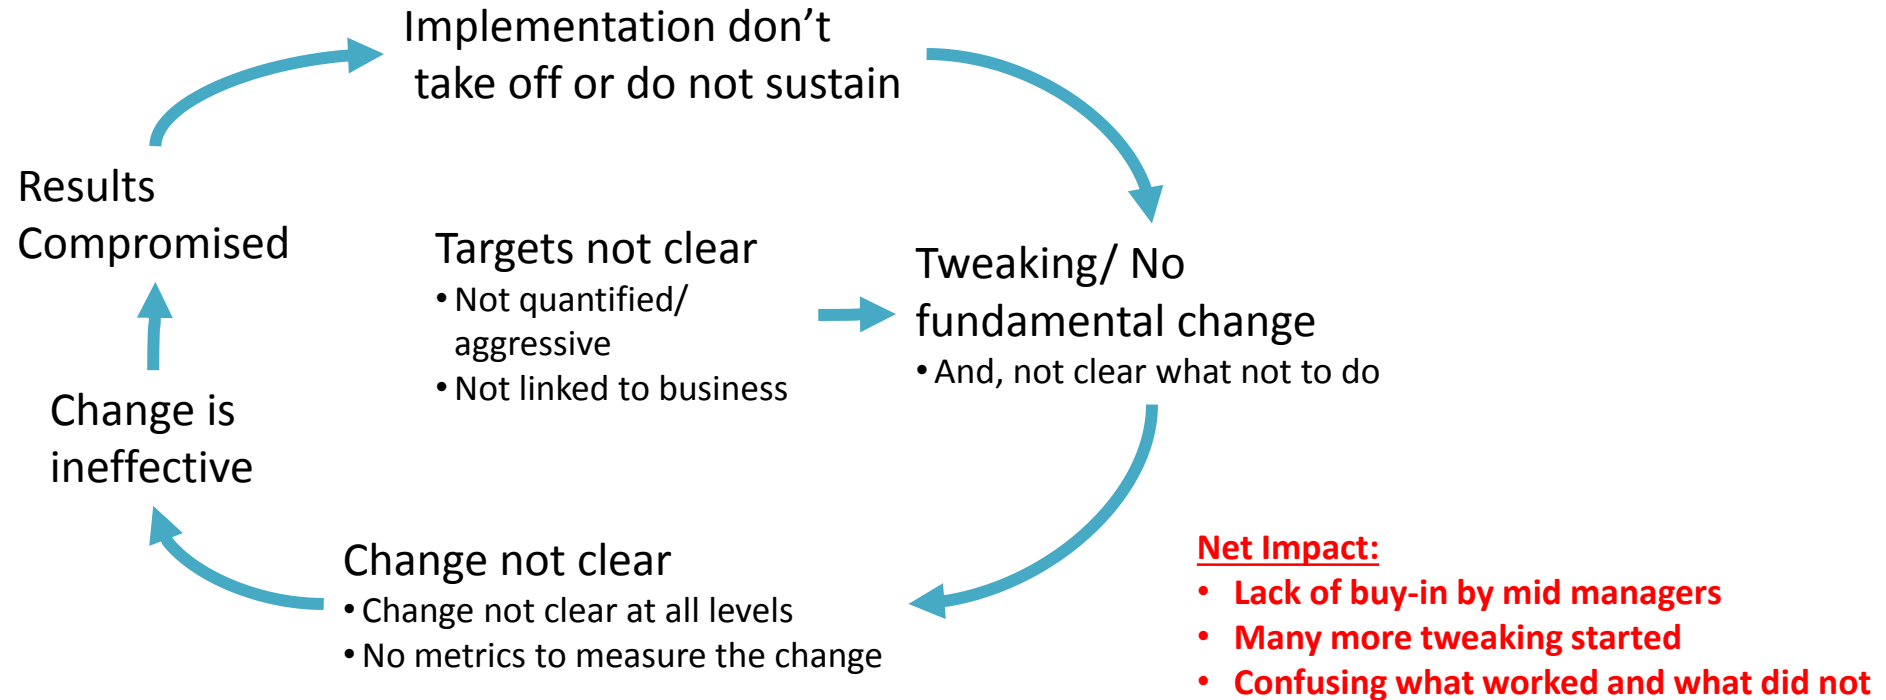 Implementation don’t
take off or do not sustain
Results
Compromised
Targets not clear
• Not quantified/
aggressive
• Not linked to business
Tweaking/ No
fundamental change
• And, not clear what not to do
Change is
ineffective
Change not clear
• Change not clear at all levels
• No metrics to measure the change
Net Impact:
• Lack of buy-in by mid managers
• Many more tweaking started
• Confusing what worked and what did not